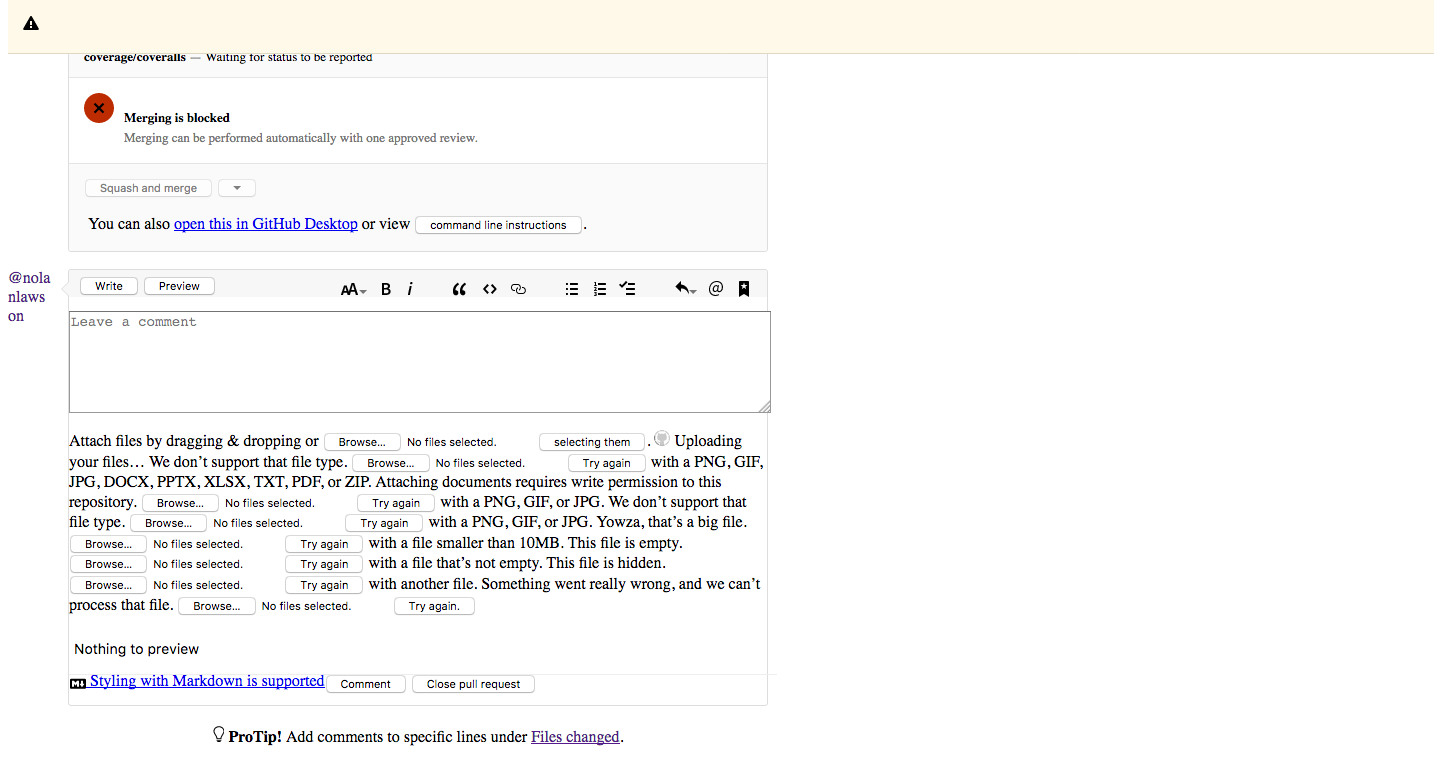 coverage/coveralls — Waiting for status to be reported
Merging is blocked
Merging can be performed automatically with one approved review.
Squash and merge
You can also open this in GitHub Desktop or view command line instructions.
@nola
nlaws
on
Write Preview AA B i
Leave a comment
Attach files by dragging & dropping or Browse... No files selected. selecting them . Uploading
your files… We don’t support that file type. Browse... No files selected. Try again with a PNG, GIF,
JPG, DOCX, PPTX, XLSX, TXT, PDF, or ZIP. Attaching documents requires write permission to this
repository. Browse... No files selected. Try again with a PNG, GIF, or JPG. We don’t support that
file type. Browse... No files selected. Try again with a PNG, GIF, or JPG. Yowza, that’s a big file.
Browse... No files selected. Try again with a file smaller than 10MB. This file is empty.
Browse... No files selected. Try again with a file that’s not empty. This file is hidden.
Browse... No files selected. Try again with another file. Something went really wrong, and we can’t
process that file. Browse... No files selected. Try again.
Nothing to preview
Styling with Markdown is supported Comment Close pull request
ProTip! Add comments to specific lines under Files changed.